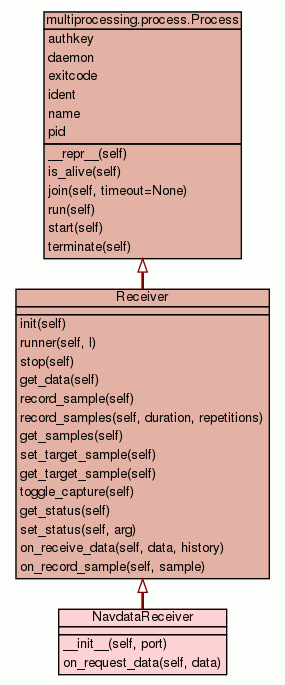 multiprocessing.process.Process
authkey
daemon
exitcode
ident
name
pid
__repr__(self)
is_alive(self)
join(self, timeout=None)
run(self)
start(self)
terminate(self)
Receiver
init(self)
runner(self, l)
stop(self)
get_data(self)
record_sample(self)
record_samples(self, duration, repetitions)
get_samples(self)
set_target_sample(self)
get_target_sample(self)
toggle_capture(self)
get_status(self)
set_status(self, arg)
on_receive_data(self, data, history)
on_record_sample(self, sample)
NavdataReceiver
__init__(self, port)
on_request_data(self, data)